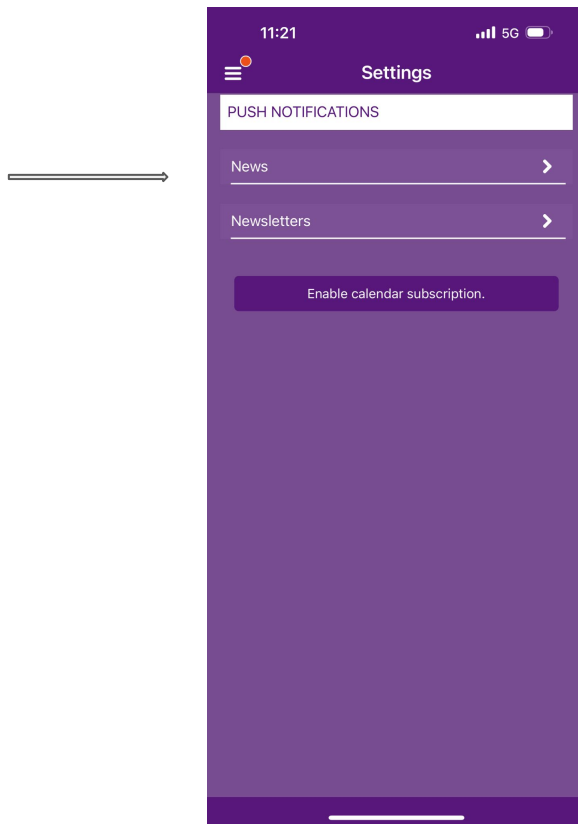 11:21 5G
Settings
PUSH NOTIFICATIONS
News
Newsletters
Enable calendar subscription.